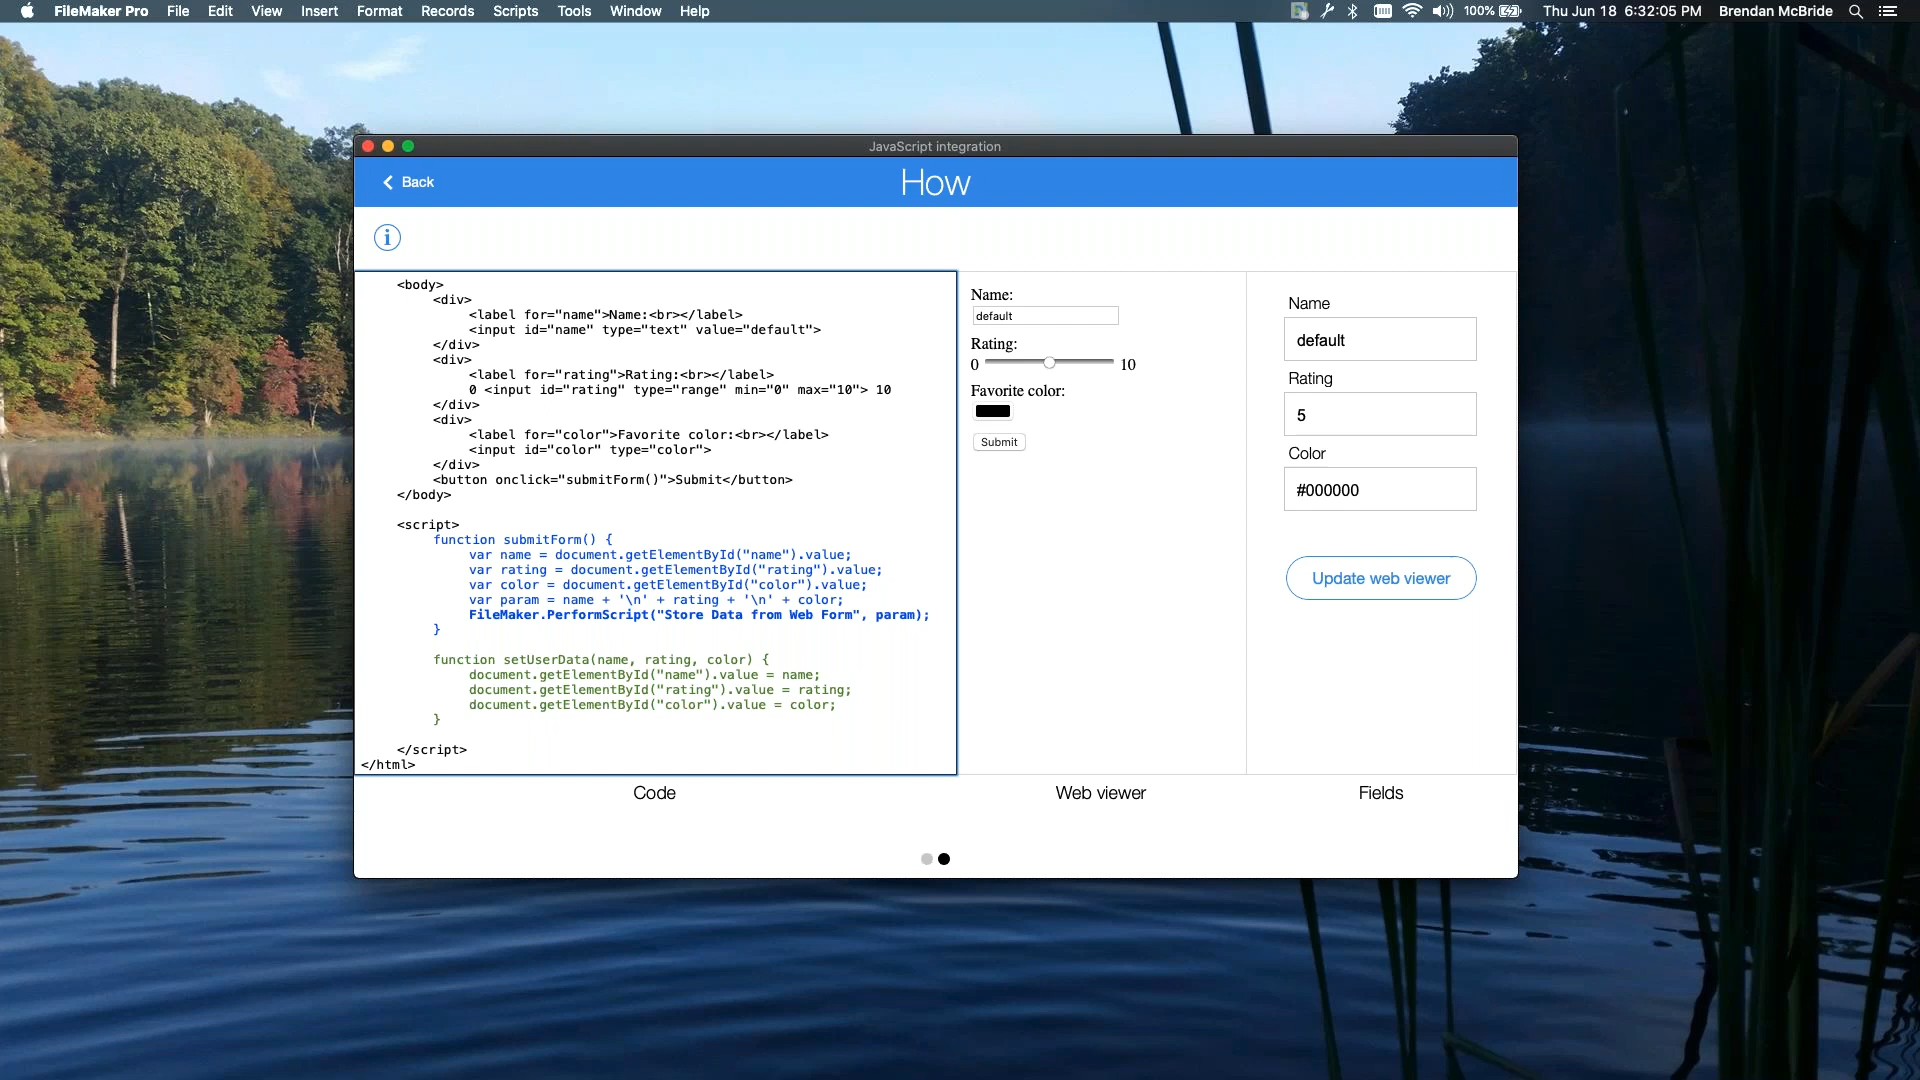 FileMaker Pro File Edit View Insert Format Records Scripts Tools Window Help 100% Thu Jun 18 6:32:05 PM Brendan McBride
JavaScript integration
Back
How
i
<body>
<div>
<label for="name">Name:<br></label>
<input id="name" type="text" value="default">
</div>
<div>
<label for="rating">Rating:<br></label>
0 <input id="rating" type="range" min="0" max="10"> 10
</div>
<div>
<label for="color">Favorite color:<br></label>
<input id="color" type="color">
</div>
<button onclick="submitForm()">Submit</button>
</body>
<script>
function submitForm() {
var name = document.getElementById("name").value;
var rating = document.getElementById("rating").value;
var color = document.getElementById("color").value;
var param = name + '\n' + rating + '\n' + color;
FileMaker.PerformScript("Store Data from Web Form", param);
}
function setUserData(name, rating, color) {
document.getElementById("name").value = name;
document.getElementById("rating").value = rating;
document.getElementById("color").value = color;
}
</script>
</html>
Code
Name:
default
Rating:
0 10
Favorite color:
Submit
Web viewer
Name
default
Rating
5
Color
#000000
Update web viewer
Fields